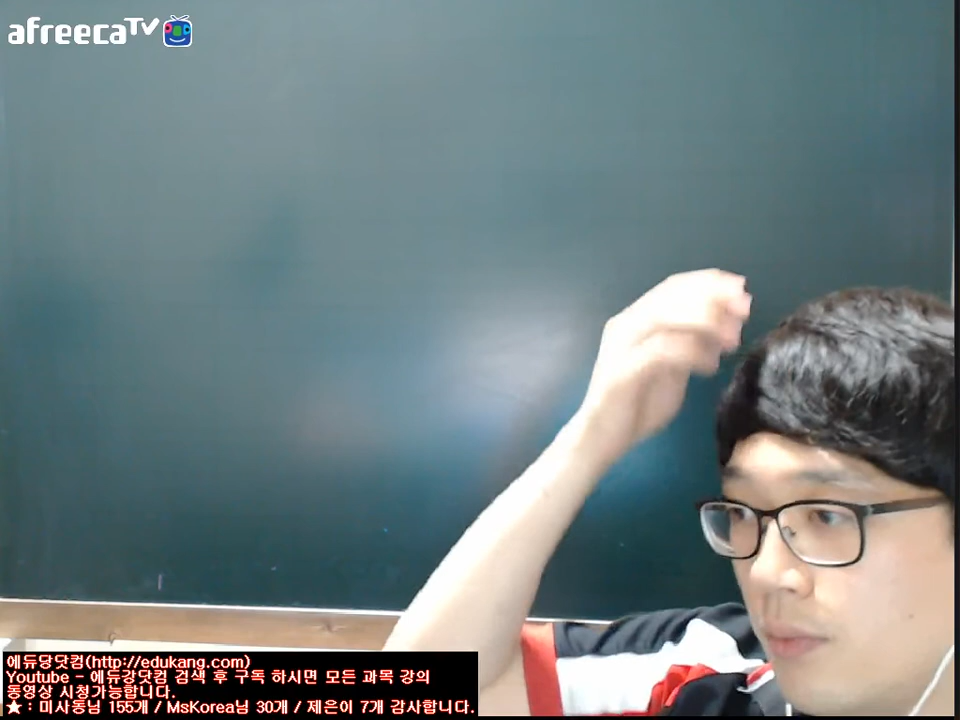 afreecaTV
에듀강닷컴(http://edukang.com)
Youtube - 에듀강닷컴 검색 후 구독 하시면 모든 과목 강의
동영상 시청가능합니다.
★ : 미사동님 155개 / MsKorea님 30개 / 제은이 7개 감사합니다.